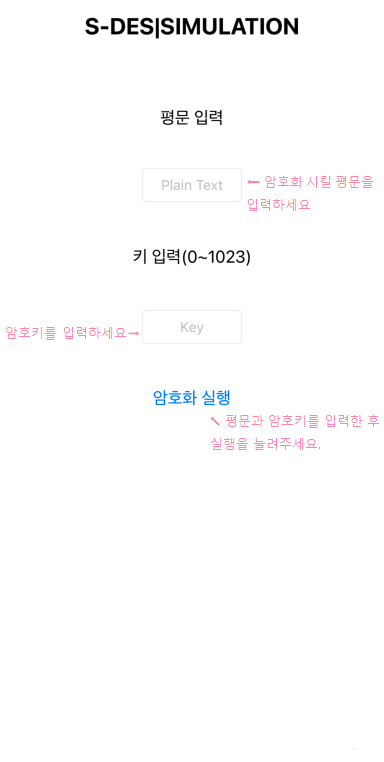 S-DES|SIMULATION
평문 입력
Plain Text
← 암호화 시킬 평문을
입력하세요
키 입력(0~1023)
Key
암호키를 입력하세요→
암호화 실행
↖ 평문과 암호키를 입력한 후
실행을 눌려주세요.